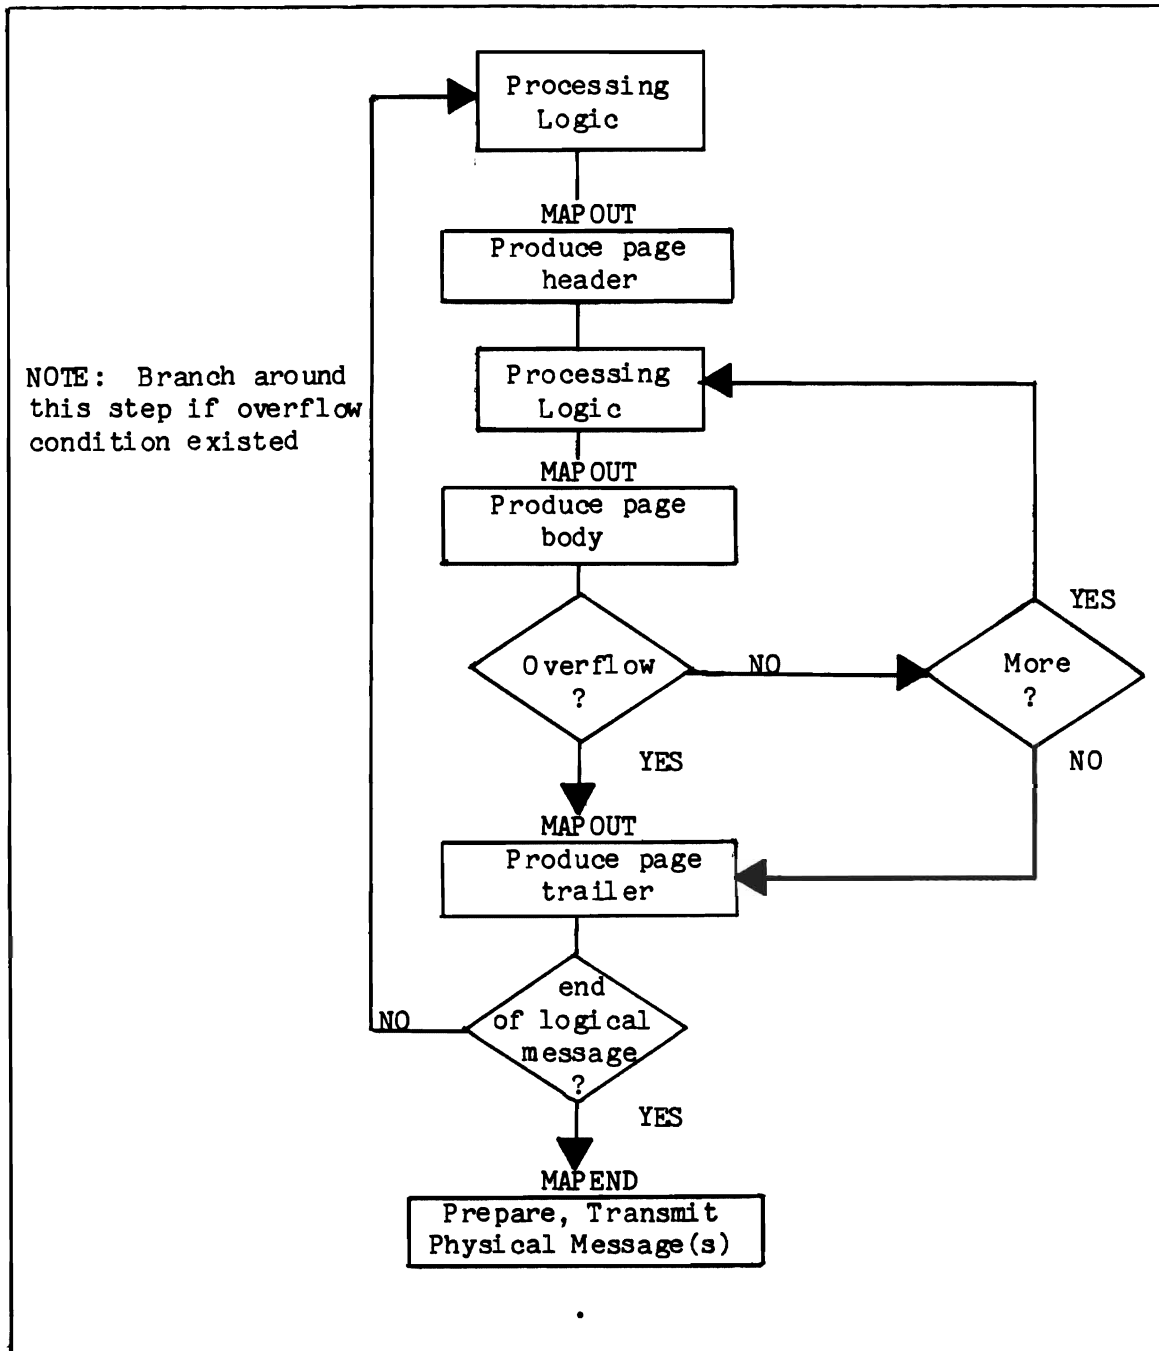 Processing
Logic
MAPOUT
Produce page
header
NOTE: Branch around
this step if overflow
condition existed
Processing
Logic
MAPOUT
Produce page
body
Overflow
?
NO
More
?
YES
NO
YES
MAPOUT
Produce page
trailer
end
of logical
message
?
NO
YES
MAPEND
Prepare, Transmit
Physical Message(s)
.